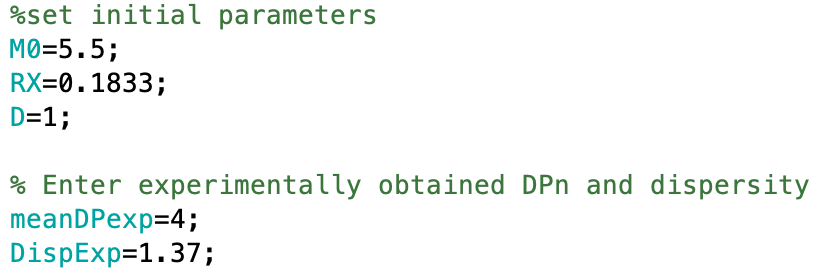 %set initial parameters
M0=5.5;
RX=0.1833;
D=1;
% Enter experimentally obtained DPn and dispersity
meanDPexp=4;
DispExp=1.37;